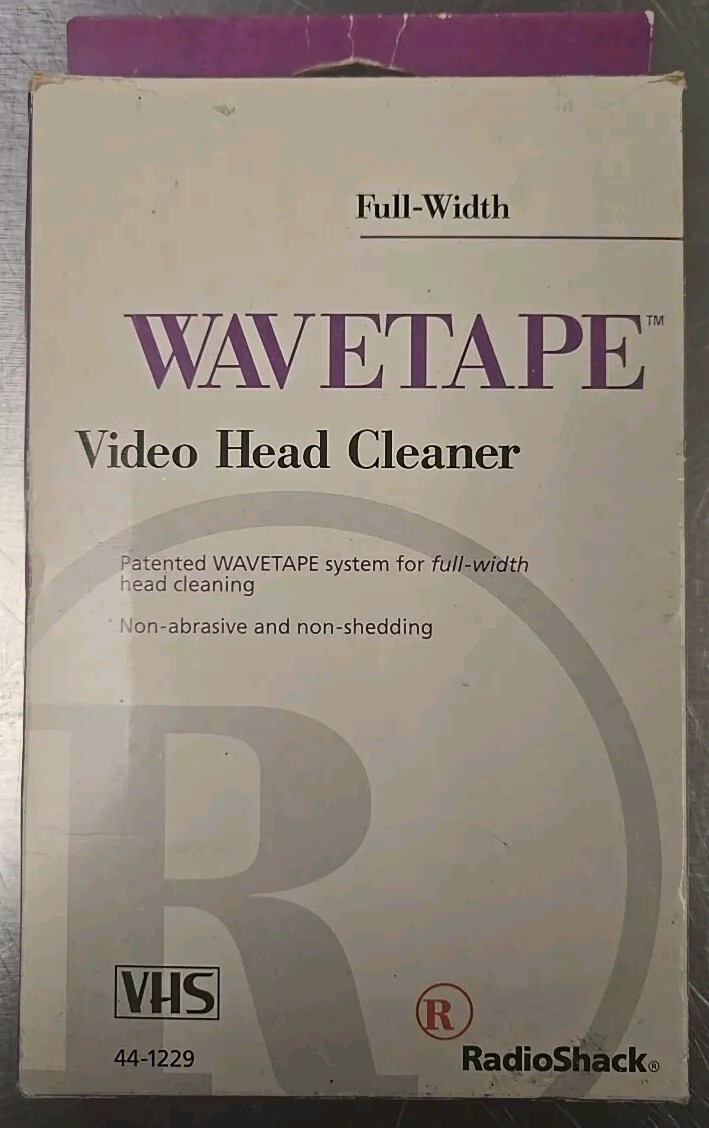 Full-Width
WAVETAPE™
Video Head Cleaner
Patented WAVETAPE system for full-width
head cleaning
Non-abrasive and non-shedding
R
VHS
R
44-1229
RadioShack®